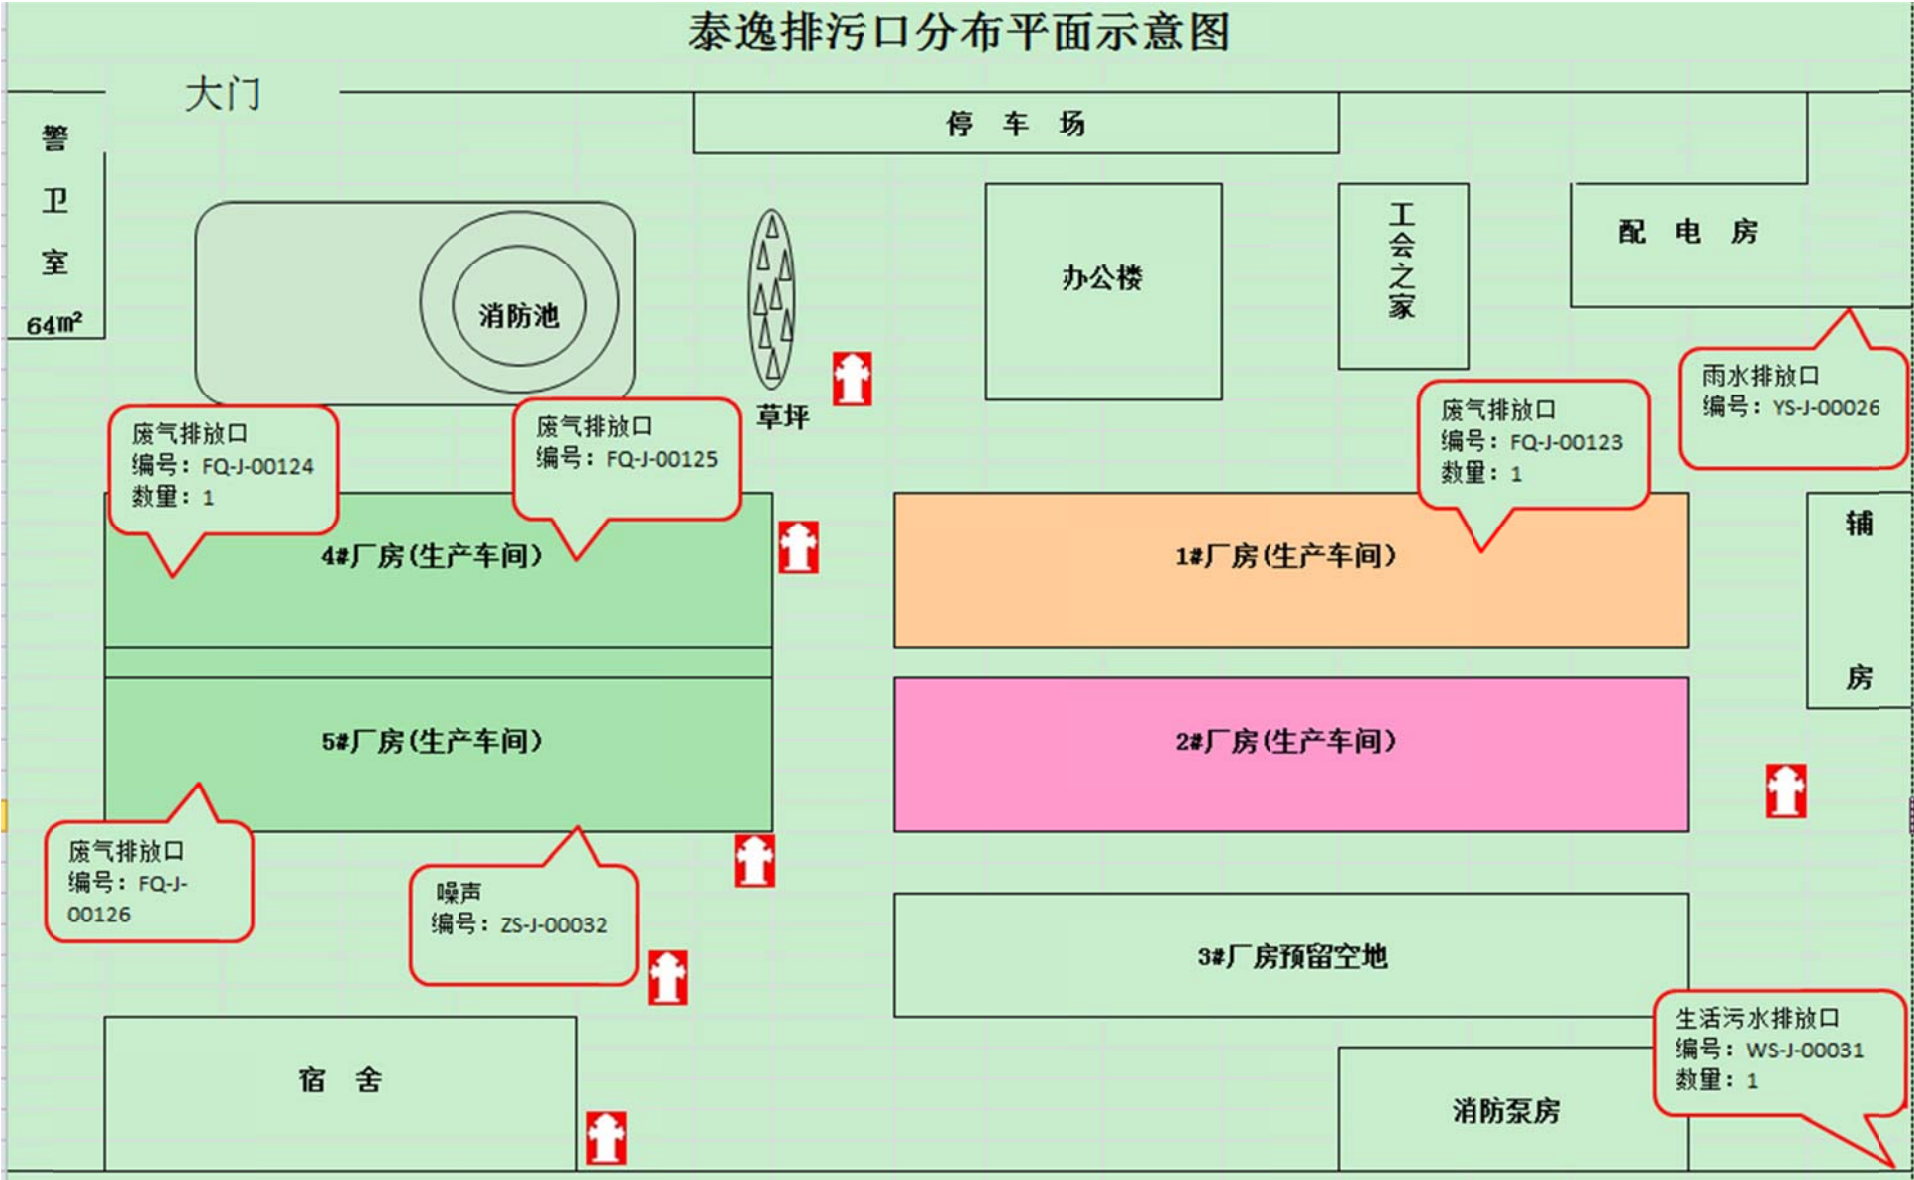 泰逸排污口分布平面示意图
大门
警
卫
室
64m²
停 车 场
消防池
草坪
办公楼
工
会
之
家
配 电 房
雨水排放口
编号：YS-J-00026
废气排放口
编号：FQ-J-00124
数里：1
废气排放口
编号：FQ-J-00125
废气排放口
编号：FQ-J-00123
数里：1
4#厂房(生产车间)
1#厂房(生产车间)
辅
房
5#厂房(生产车间)
2#厂房(生产车间)
废气排放口
编号：FQ-J-
00126
噪声
编号：ZS-J-00032
3#厂房预留空地
生活污水排放口
编号：WS-J-00031
数里：1
宿 舍
消防泵房